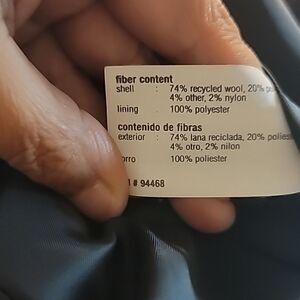 fiber content
shell : 74% recycled wool, 20%
4% other, 2% nylon
lining : 100% polyester
contenido de fibras
exterior : 74% lana reciclada, 20%
4% otro, 2% nilon
: 100% poliester
# 94468